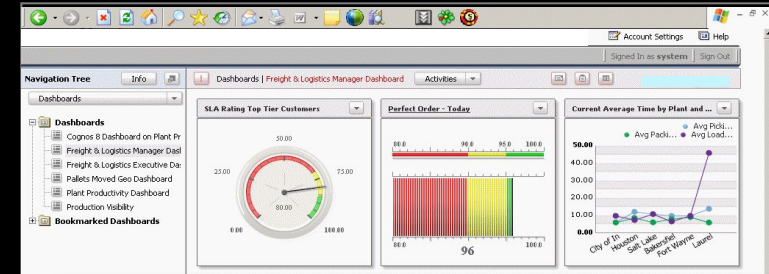 Account Settings Help
Signed In as system Sign Out
Navigation Tree Info
Dashboards | Freight & Logistics Manager Dashboard Activities
Dashboards
Dashboards
Cognos 8 Dashboard on Plant Pr
Freight & Logistics Manager Dasl
Freight & Logistics Executive Da
Pallets Moved Geo Dashboard
Plant Productivity Dashboard
Production Visibility
Bookmarked Dashboards
SLA Rating Top Tier Customers
50.00
25.00 75.00
80.00
0.00 100.00
Perfect Order - Today
80.0 90.0 95.0 100.0
80.0 100.0
96
Current Average Time by Plant and ...
Avg Picki...
Avg Packi... Avg Load...
50.00
40.00
30.00
20.00
10.00
0.00
City of In Houston Salt Lake Bakersfiel Fort Wayne Laurel